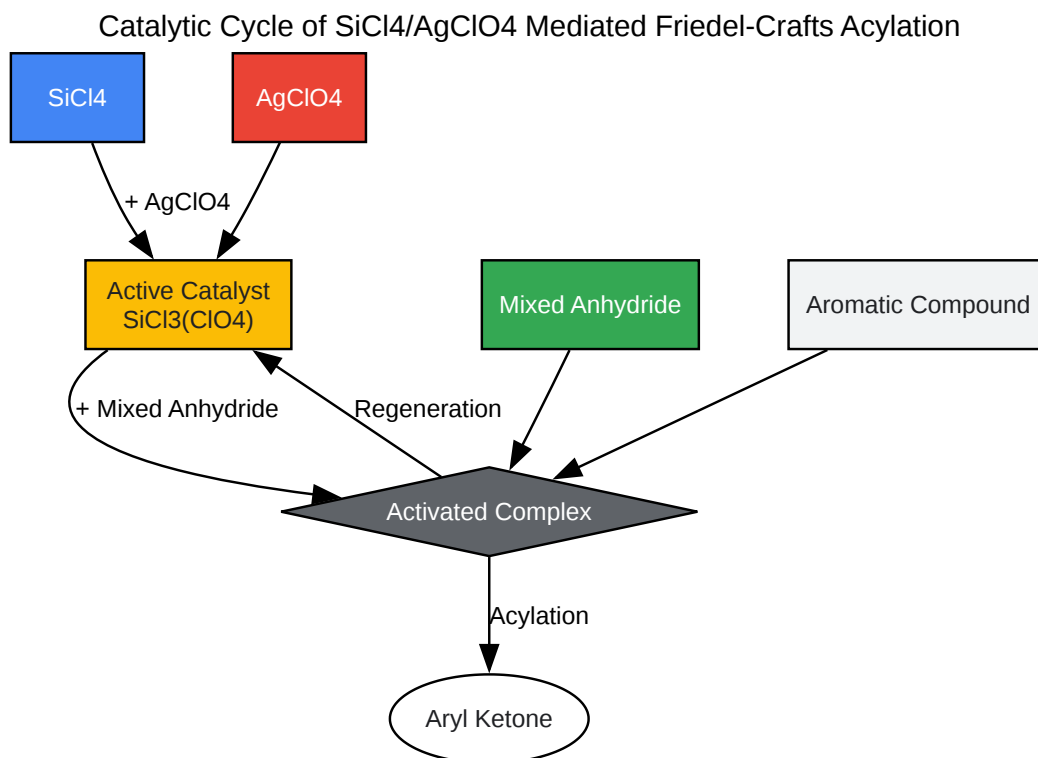 Catalytic Cycle of SiCl4/AgClO4 Mediated Friedel-Crafts Acylation
SiCl4
AgClO4
+ AgClO4
Active Catalyst
SiCl3(ClO4)
Mixed Anhydride
Aromatic Compound
+ Mixed Anhydride
Regeneration
Activated Complex
Acylation
Aryl Ketone